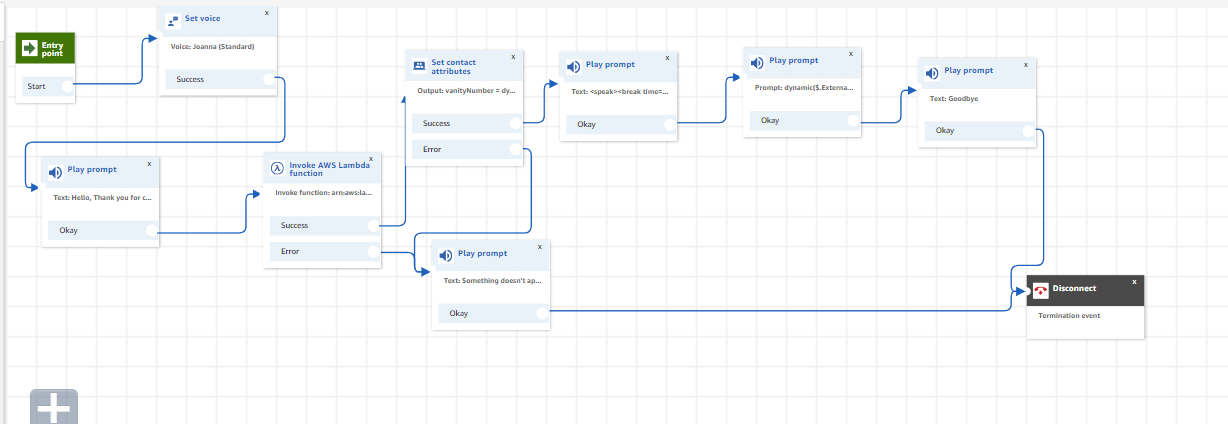 Entry
point
Start
Set voice
x
Voice: Joanna (Standard)
Success
Play prompt
x
Text: Hello, Thank you for c...
Okay
Invoke AWS Lambda
function
x
Invoke function: arn:aws:la...
Success
Error
Set contact
attributes
x
Output: vanityNumber = dy...
Success
Error
Play prompt
x
Text: <speak><break time=...
Okay
Play prompt
x
Prompt: dynamic($.Externa...
Okay
Play prompt
x
Text: Goodbye
Okay
Play prompt
x
Text: Something doesn't ap...
Okay
Disconnect
x
Termination event